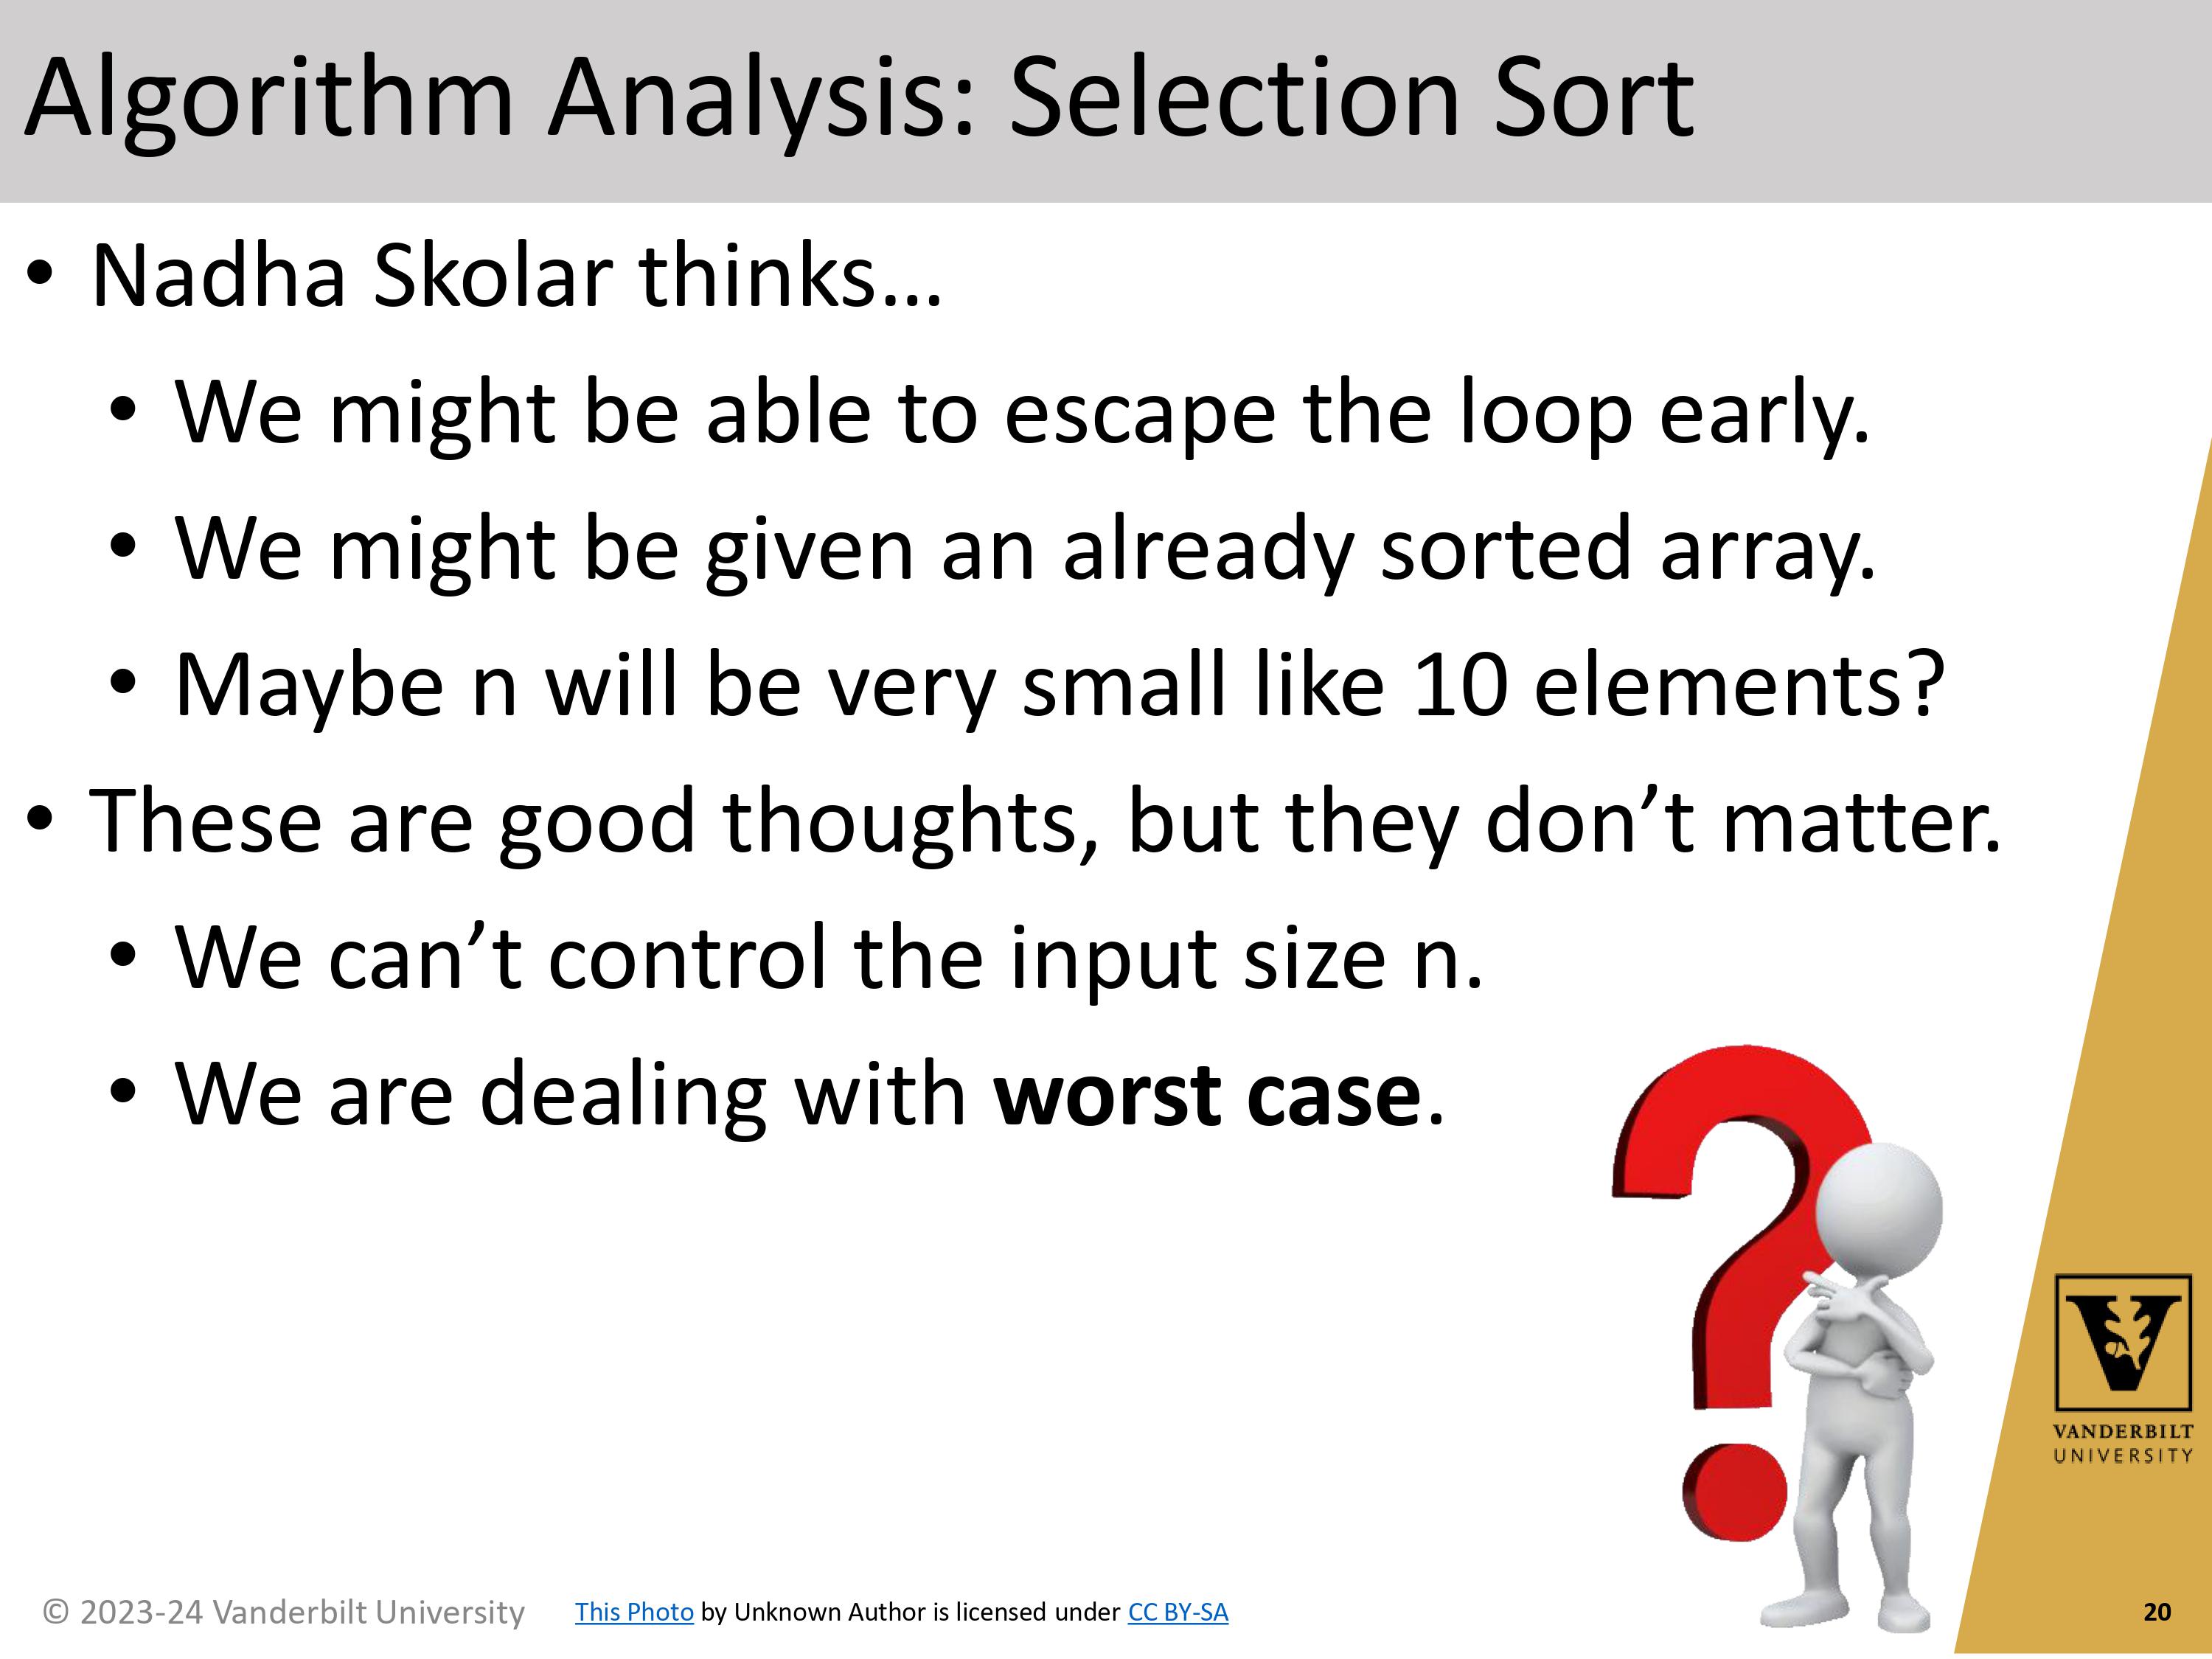 Algorithm Analysis: Selection Sort
• Nadha Skolar thinks…
• We might be able to escape the loop early.
• We might be given an already sorted array.
• Maybe n will be very small like 10 elements?
• These are good thoughts, but they don’t matter.
• We can’t control the input size n.
• We are dealing with worst case.
VANDERBILT
UNIVERSITY
© 2023-24 Vanderbilt University
This Photo by Unknown Author is licensed under CC BY-SA
20